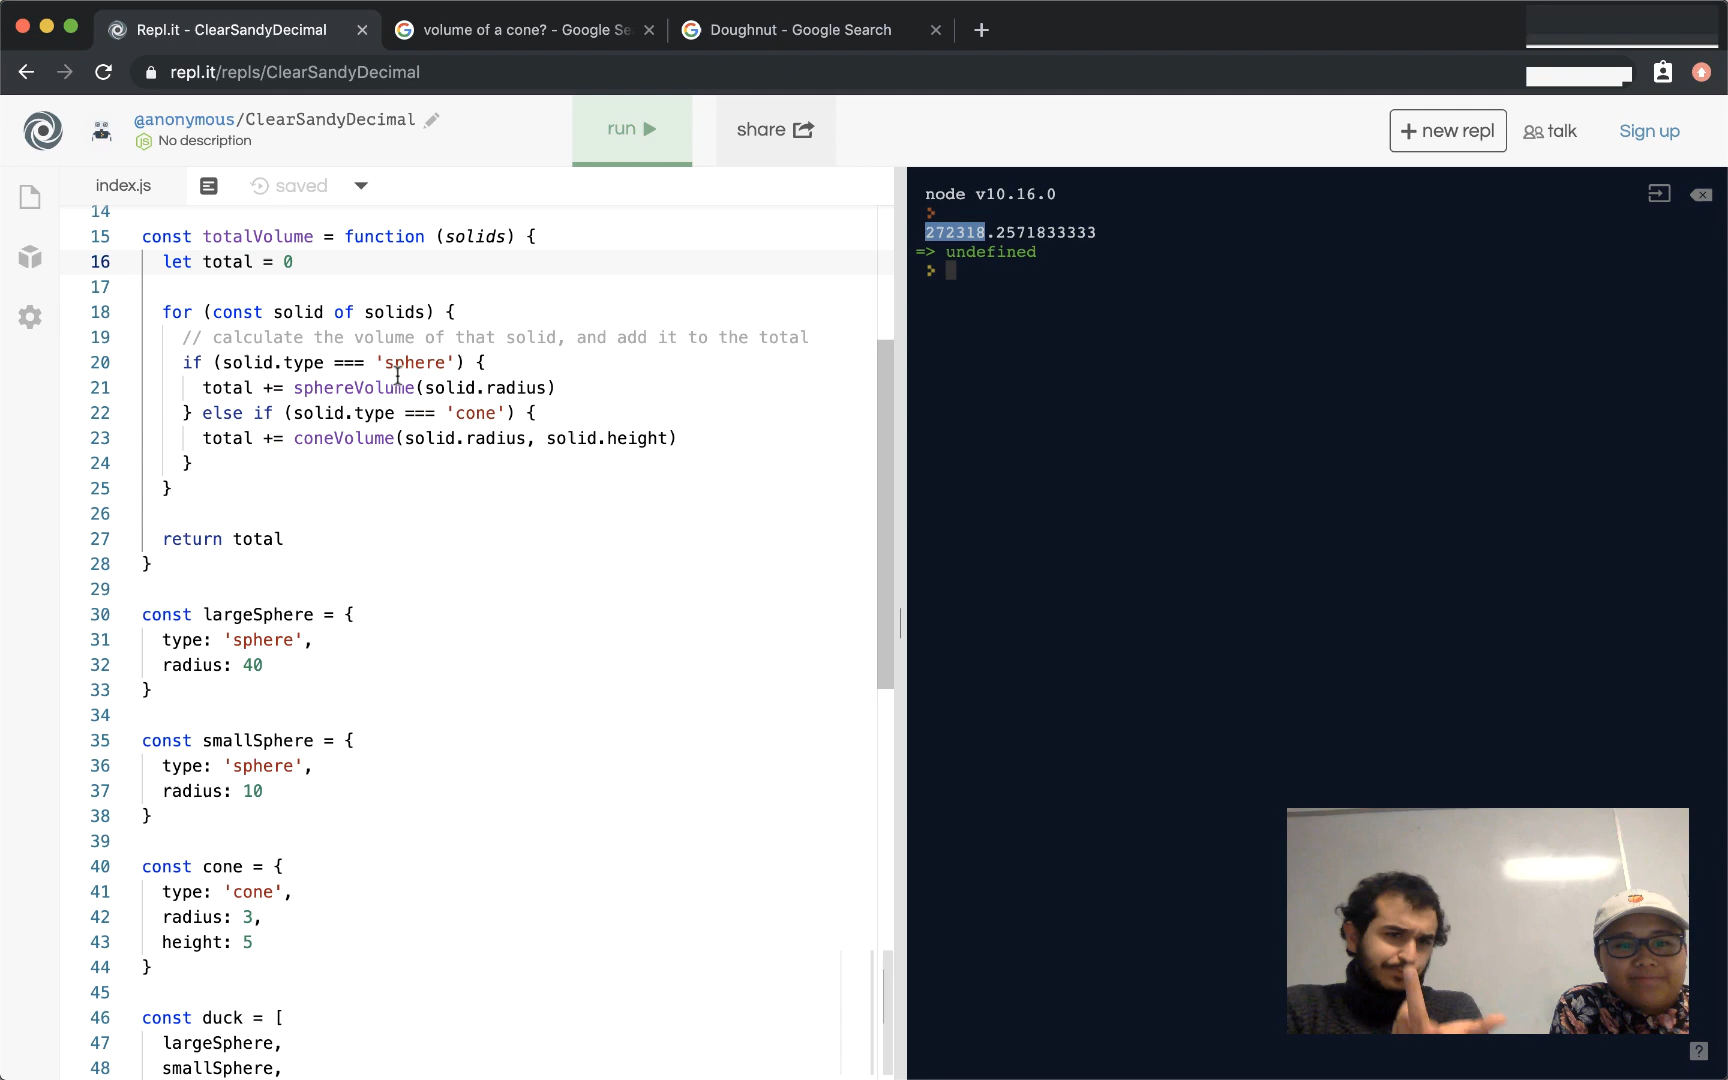 Repl.it - ClearSandyDecimal
volume of a cone? - Google Se
Doughnut - Google Search
repl.it/repls/ClearSandyDecimal
@anonymous/ClearSandyDecimal
No description
run
share
+ new repl
talk
Sign up
index.js
saved
14
15 const totalVolume = function (solids) {
16 let total = 0
17
18 for (const solid of solids) {
19 // calculate the volume of that solid, and add it to the total
20 if (solid.type === 'sphere') {
21 total += sphereVolume(solid.radius)
22 } else if (solid.type === 'cone') {
23 total += coneVolume(solid.radius, solid.height)
24 }
25 }
26
27 return total
28 }
29
30 const largeSphere = {
31 type: 'sphere',
32 radius: 40
33 }
34
35 const smallSphere = {
36 type: 'sphere',
37 radius: 10
38 }
39
40 const cone = {
41 type: 'cone',
42 radius: 3,
43 height: 5
44 }
45
46 const duck = [
47 largeSphere,
48 smallSphere,
node v10.16.0
272318.2571833333
=> undefined
?